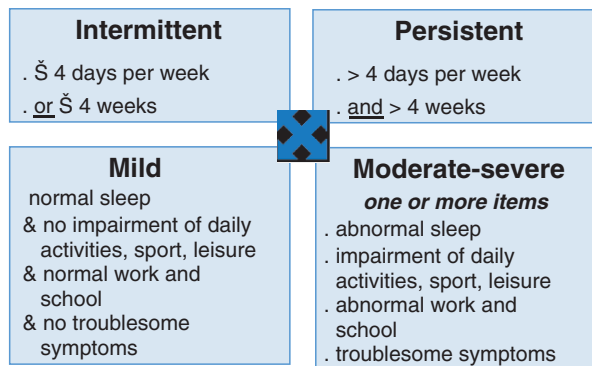 Intermittent
. Š 4 days per week
. or Š 4 weeks
Persistent
. > 4 days per week
. and > 4 weeks
Mild
normal sleep
& no impairment of daily
activities, sport, leisure
& normal work and
school
& no troublesome
symptoms
Moderate-severe
one or more items
. abnormal sleep
. impairment of daily
activities, sport, leisure
. abnormal work and
school
. troublesome symptoms